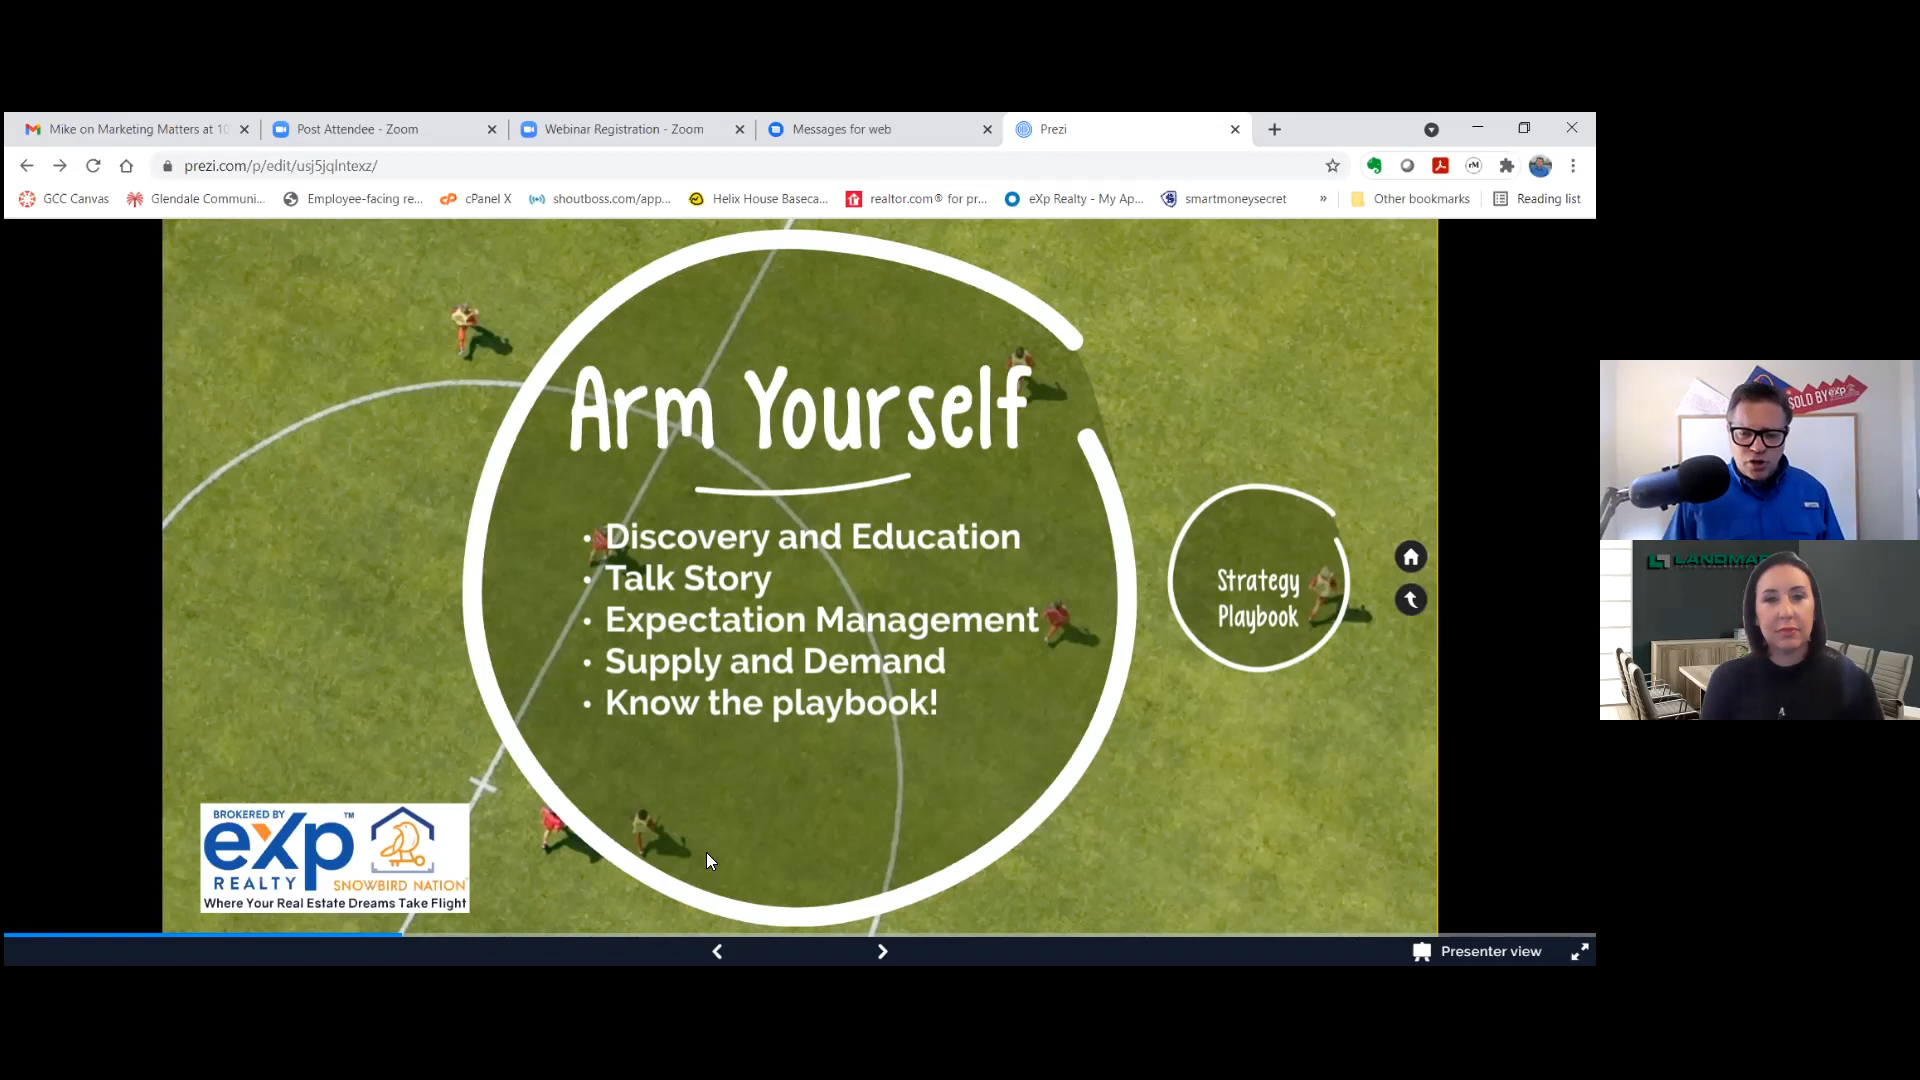 Mike on Marketing Matters at 10
Post Attendee - Zoom
Webinar Registration - Zoom
Messages for web
Prezi
prezi.com/p/edit/usj5jqlntexz/
GCC Canvas
Glendale Communi...
Employee-facing re...
cPanel X
shoutboss.com/app...
Helix House Baseca...
realtor.com® for pr...
eXp Realty - My Ap...
smartmoneysecret
»
Other bookmarks
Reading list
Arm Yourself
• Discovery and Education
• Talk Story
• Expectation Management
• Supply and Demand
• Know the playbook!
Strategy
Playbook
BROKERED BY
eXp™
REALTY
SNOWBIRD NATION
Where Your Real Estate Dreams Take Flight
Presenter view
SOLD BY exp